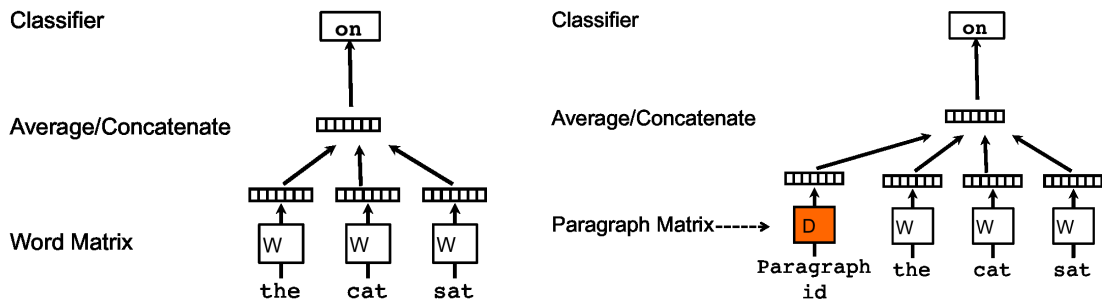 Classifier
on
Average/Concatenate
Word Matrix
W W W
the cat sat
Classifier
on
Average/Concatenate
Paragraph Matrix
D W W W
Paragraph the cat sat
id